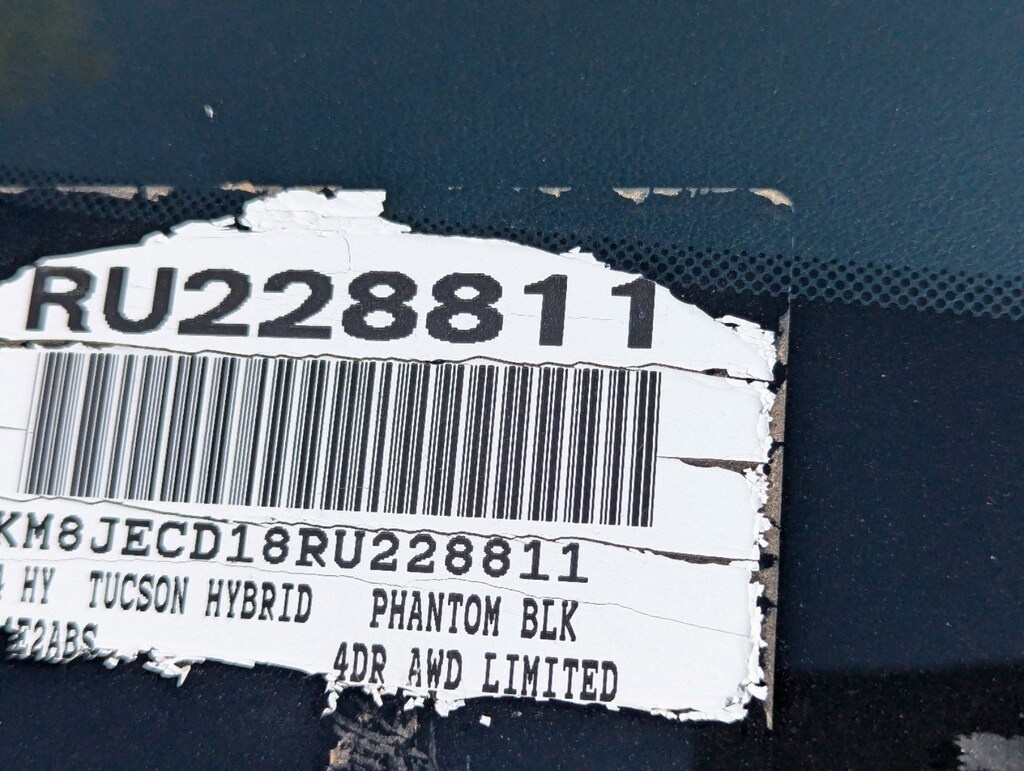 RU228811
KM8JECD18RU228811
HY TUCSON HYBRID PHANTOM BLK
4DR AWD LIMITED